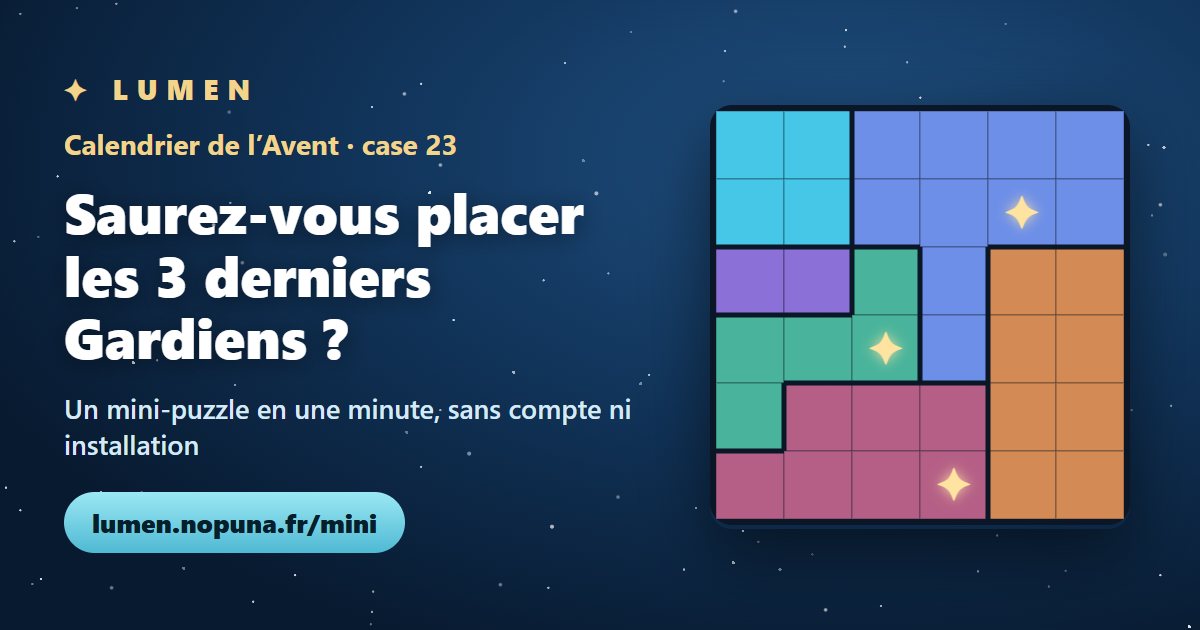 LUMEN
Calendrier de l’Avent · case 23
Saurez-vous placer
les 3 derniers
Gardiens ?
Un mini-puzzle en une minute, sans compte ni
installation
lumen.nopuna.fr/mini